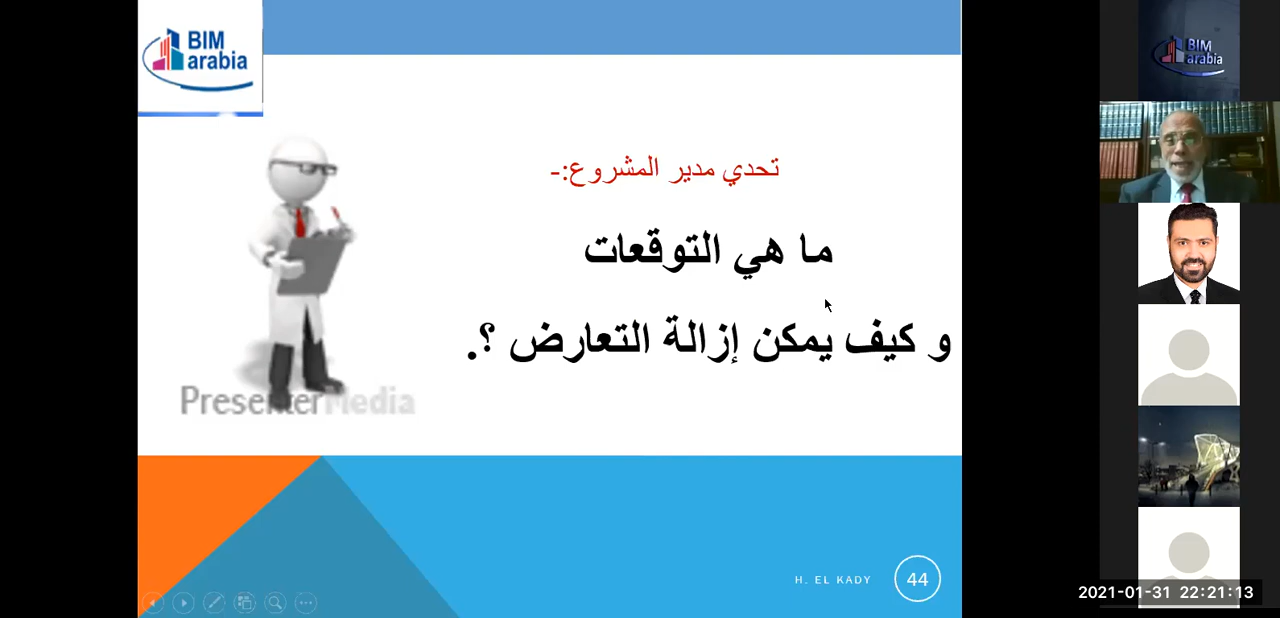 BIM
arabia
BIM
arabia
تحدي مدير المشروع:-
ما هي التوقعات
و كيف يمكن إزالة التعارض ؟.
PresenterMedia
H. EL KADY
44
2021-01-31 22:21:13